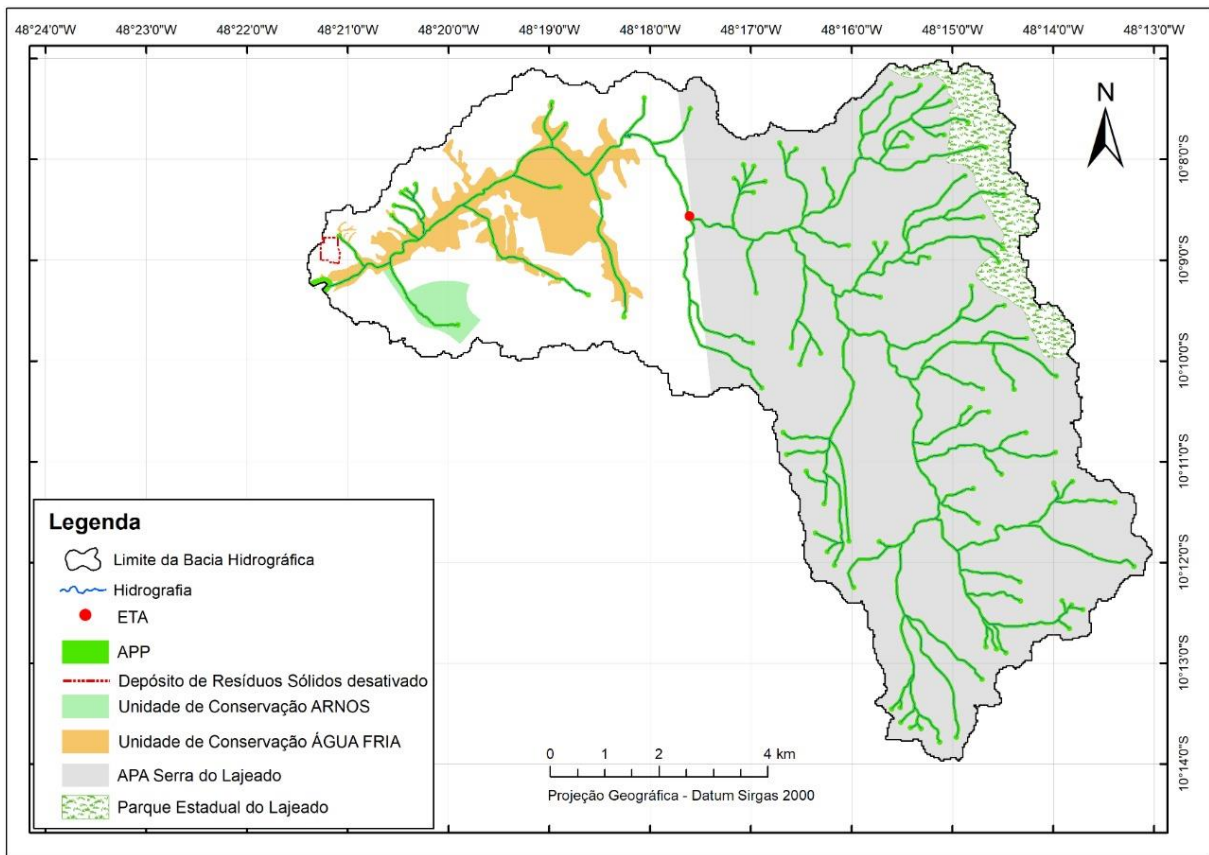 48°24'0"W 48°23'0"W 48°22'0"W 48°21'0"W 48°20'0"W 48°19'0"W 48°18'0"W 48°17'0"W 48°16'0"W 48°15'0"W 48°14'0"W 48°13'0"W
N
10°8'0"S
10°9'0"S
10°10'0"S
10°11'0"S
10°12'0"S
10°13'0"S
10°14'0"S
Legenda
Limite da Bacia Hidrográfica
Hidrografia
ETA
APP
Depósito de Resíduos Sólidos desativado
Unidade de Conservação ARNOS
Unidade de Conservação ÁGUA FRIA
APA Serra do Lajeado
Parque Estadual do Lajeado
0 1 2 4 km
Projeção Geográfica - Datum Sirgas 2000